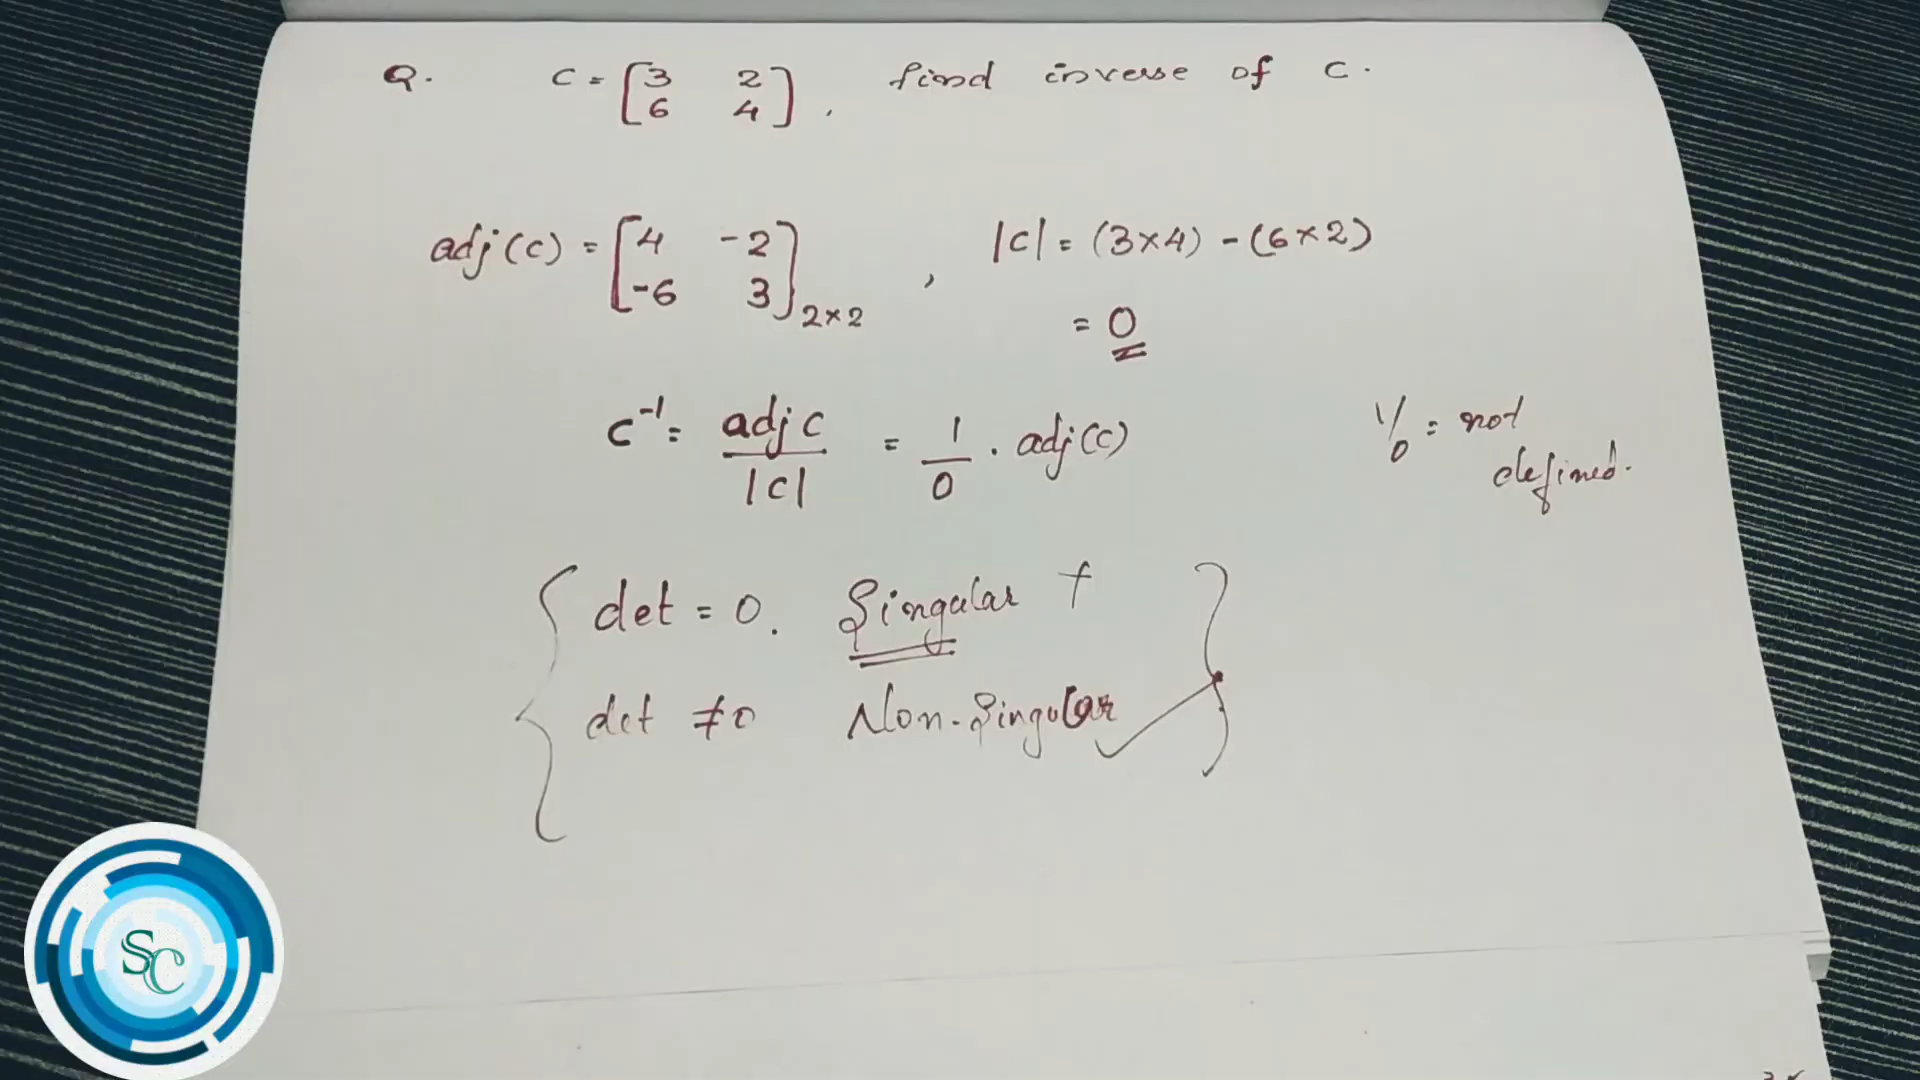 Q. C = [3 2], find inverse of C.
[6 4]
adj(C) = [4 -2], |C| = (3×4) - (6×2)
[-6 3]2×2
= 0
C⁻¹ = adj C / |C| = 1/0 . adj(C)
1/0 = not defined.
det = 0. Singular ×
det ≠ 0 Non-Singular ✓
SC